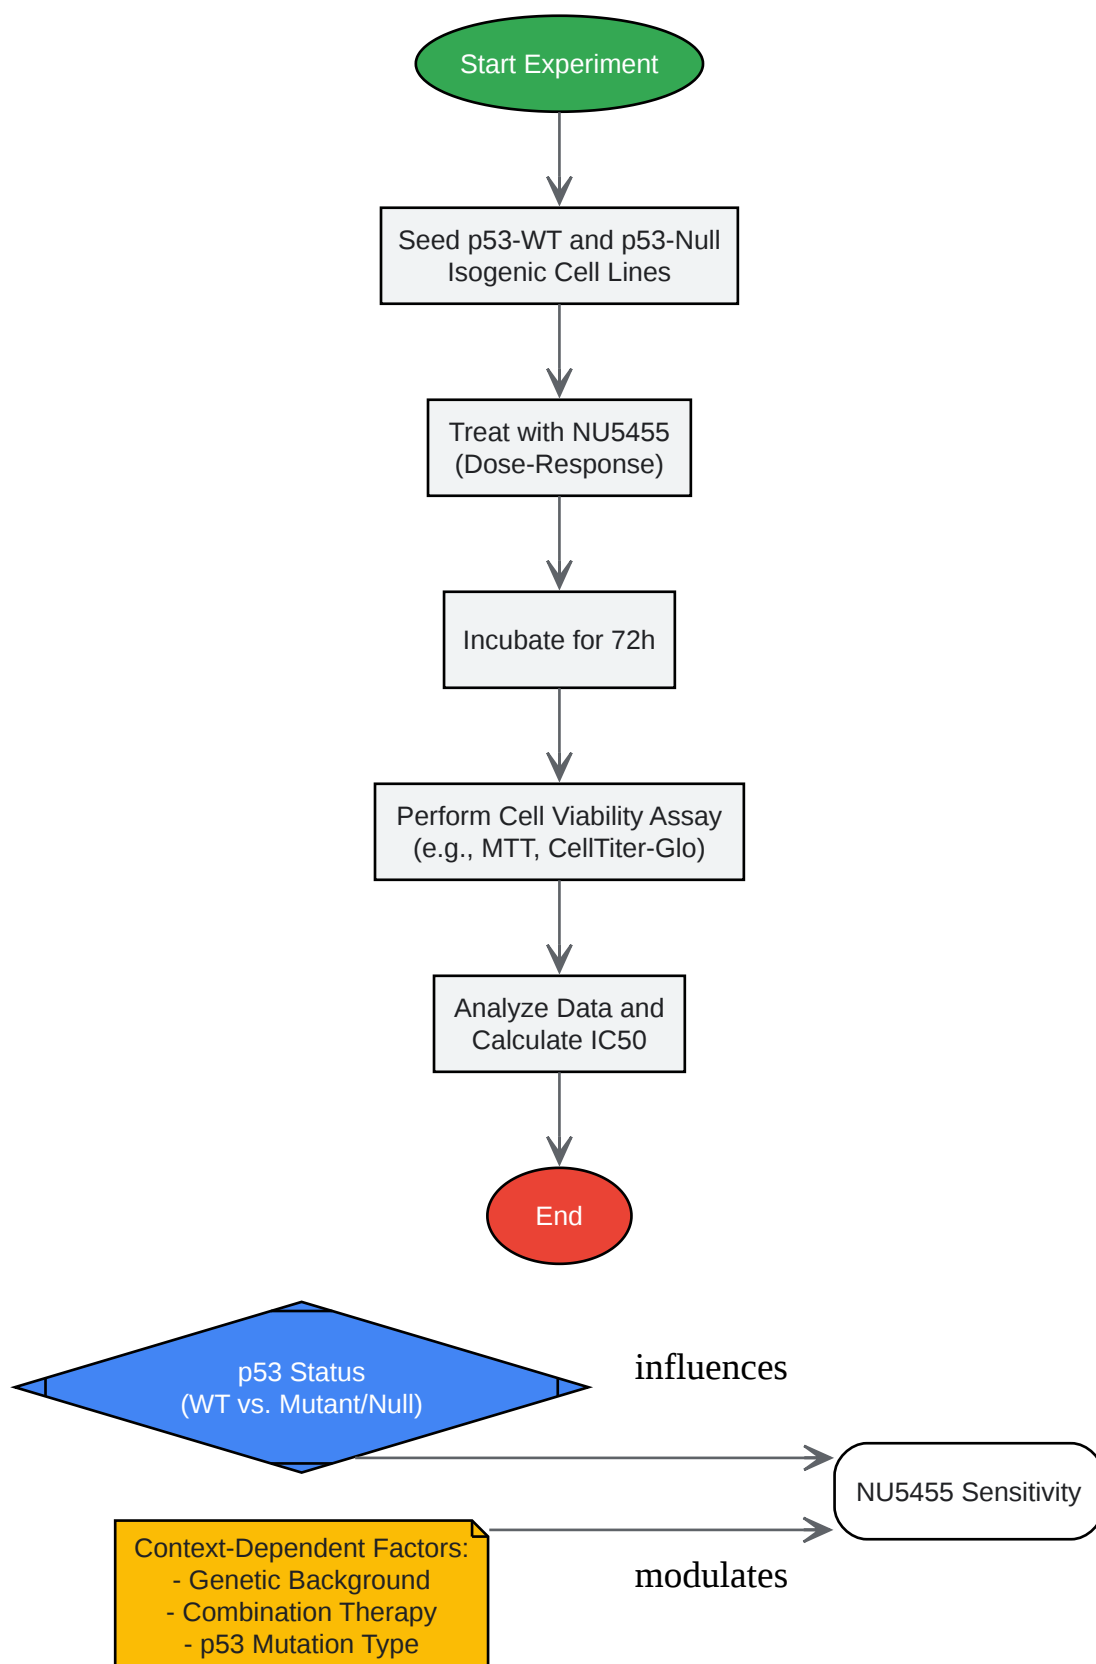 Start Experiment
Seed p53-WT and p53-Null
Isogenic Cell Lines
Treat with NU5455
(Dose-Response)
Incubate for 72h
Perform Cell Viability Assay
(e.g., MTT, CellTiter-Glo)
Analyze Data and
Calculate IC50
End
p53 Status
(WT vs. Mutant/Null)
influences
NU5455 Sensitivity
Context-Dependent Factors:
- Genetic Background
- Combination Therapy
- p53 Mutation Type
modulates